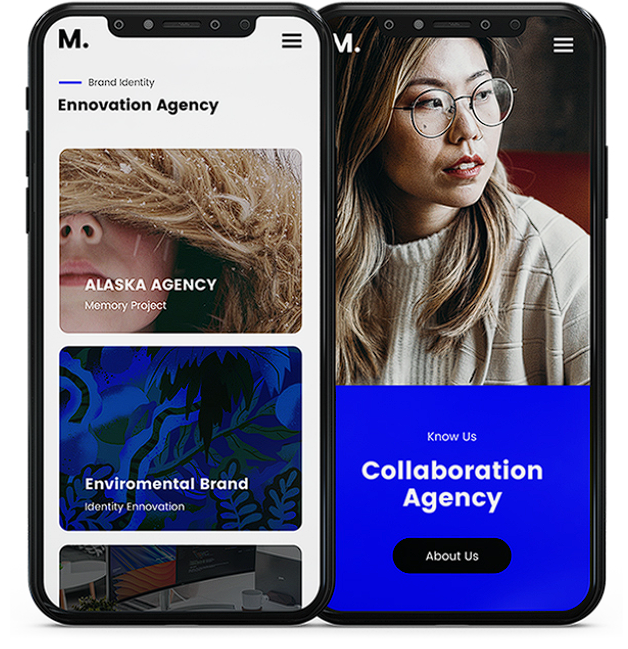 M.
Brand Identity
Ennovation Agency
ALASKA AGENCY
Memory Project
Enviromental Brand
Identity Ennovation
M.
Know Us
Collaboration
Agency
About Us